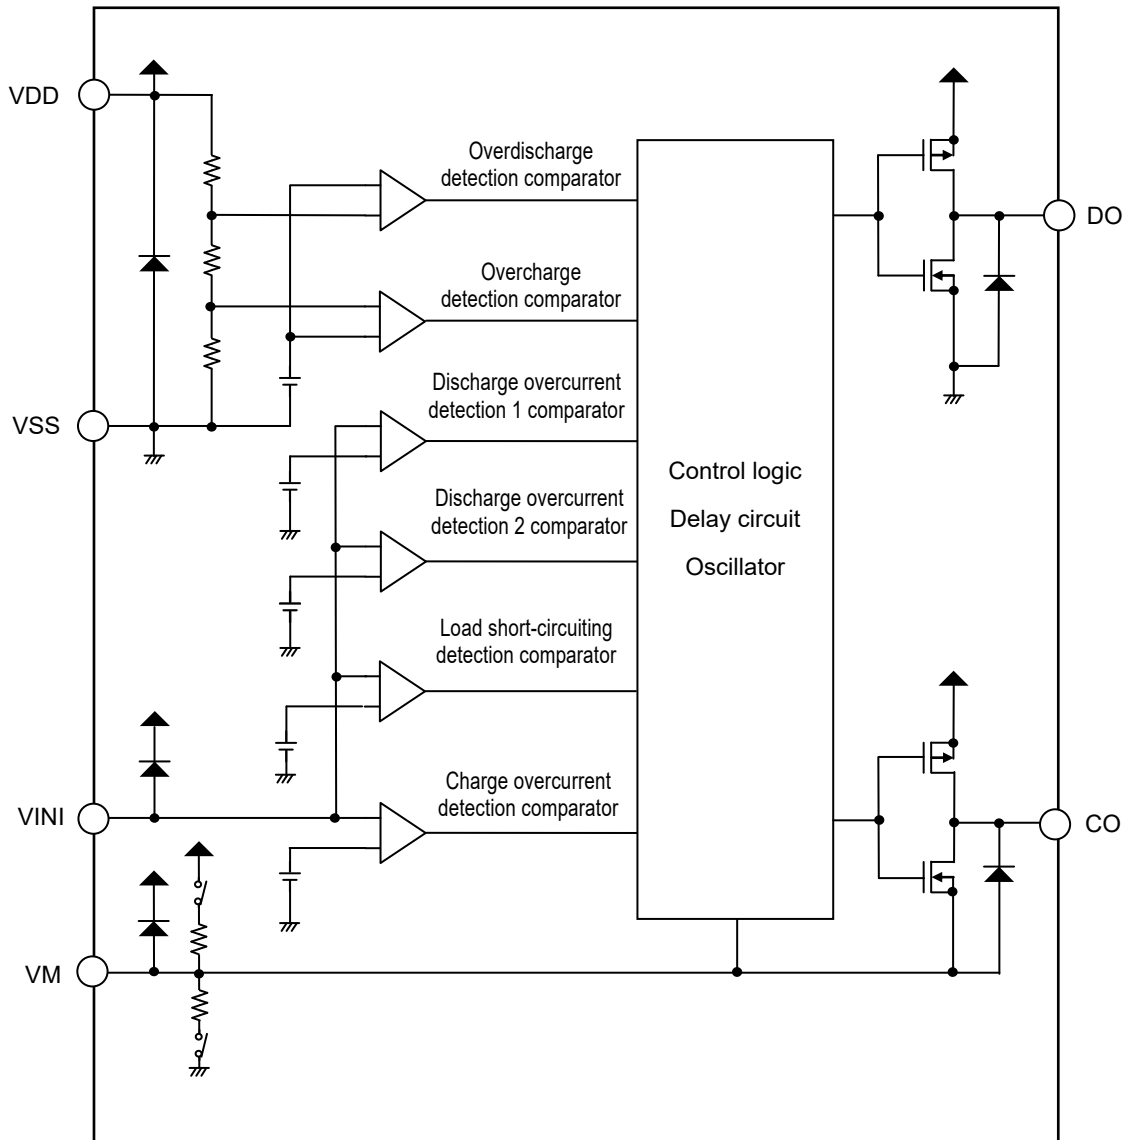 VDD
Overdischarge
detection comparator
DO
Overcharge
detection comparator
Discharge overcurrent
detection 1 comparator
VSS
Control logic
Delay circuit
Oscillator
Discharge overcurrent
detection 2 comparator
Load short-circuiting
detection comparator
VINI
Charge overcurrent
detection comparator
CO
VM